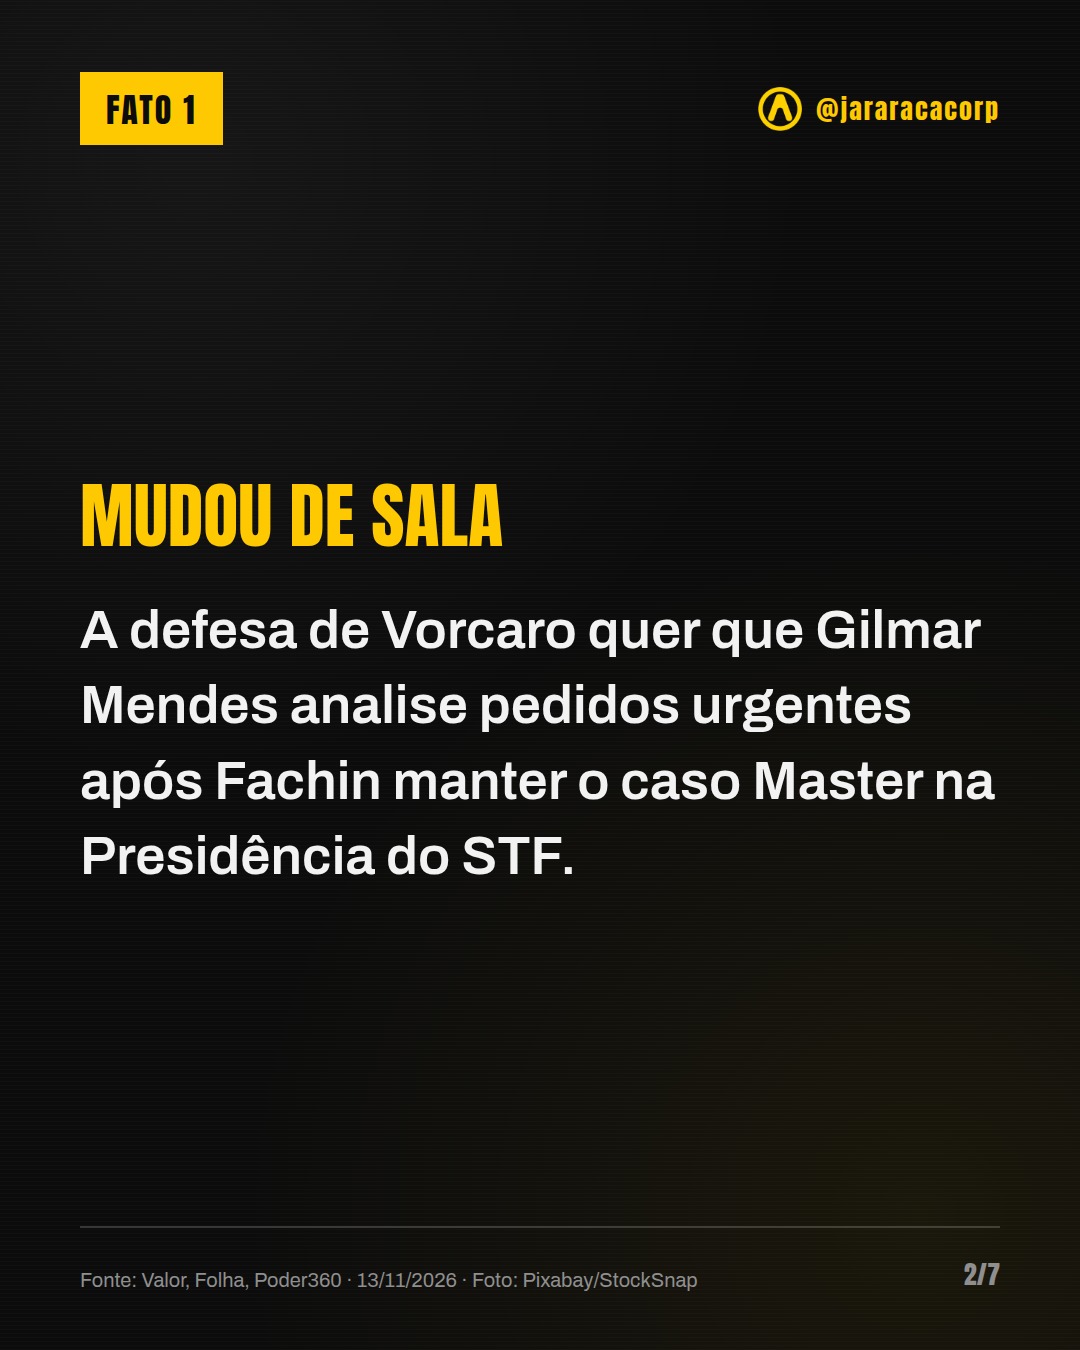 FATO 1
@jararacacorp
MUDOU DE SALA
A defesa de Vorcaro quer que Gilmar
Mendes analise pedidos urgentes
após Fachin manter o caso Master na
Presidência do STF.
Fonte: Valor, Folha, Poder360 · 13/11/2026 · Foto: Pixabay/StockSnap
2/7